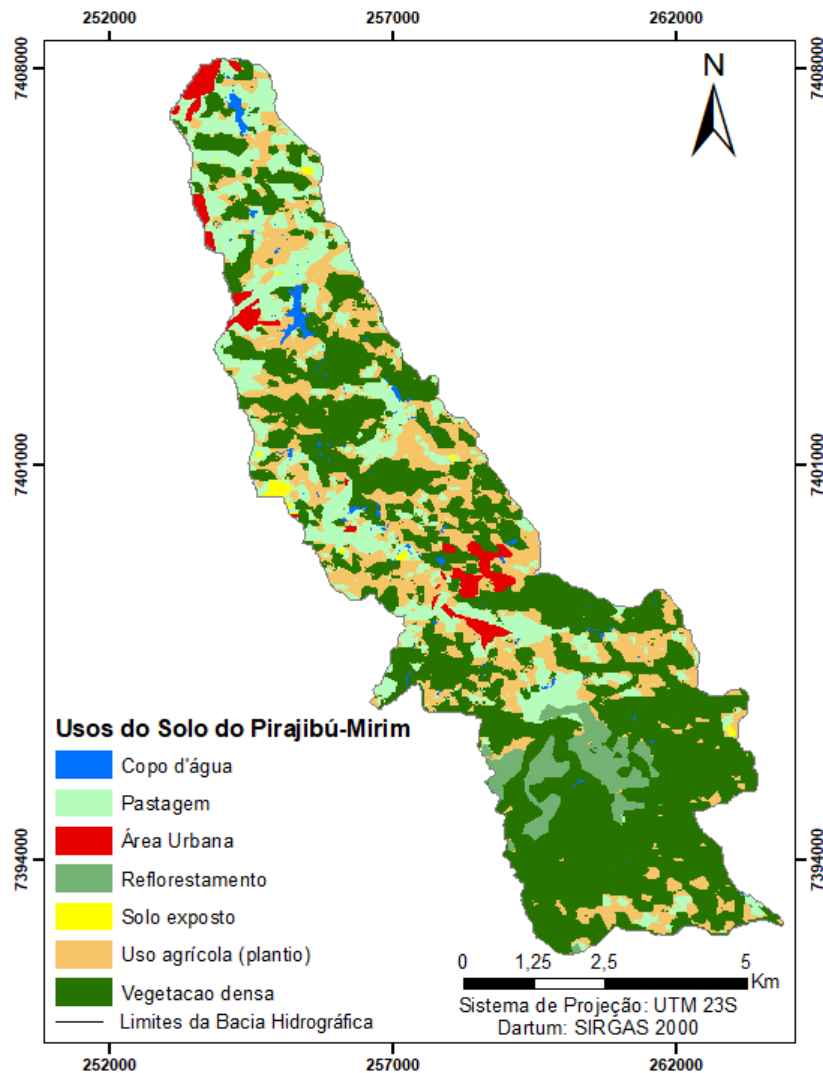 252000 257000 262000
7408000 7408000
N
7401000 7401000
Usos do Solo do Pirajibú-Mirim
Copo d'água
Pastagem
Área Urbana
Reflorestamento
Solo exposto
Uso agrícola (plantio)
Vegetacao densa
Limites da Bacia Hidrográfica
7394000 7394000
0 1,25 2,5 5
Km
Sistema de Projeção: UTM 23S
Dartum: SIRGAS 2000
252000 257000 262000